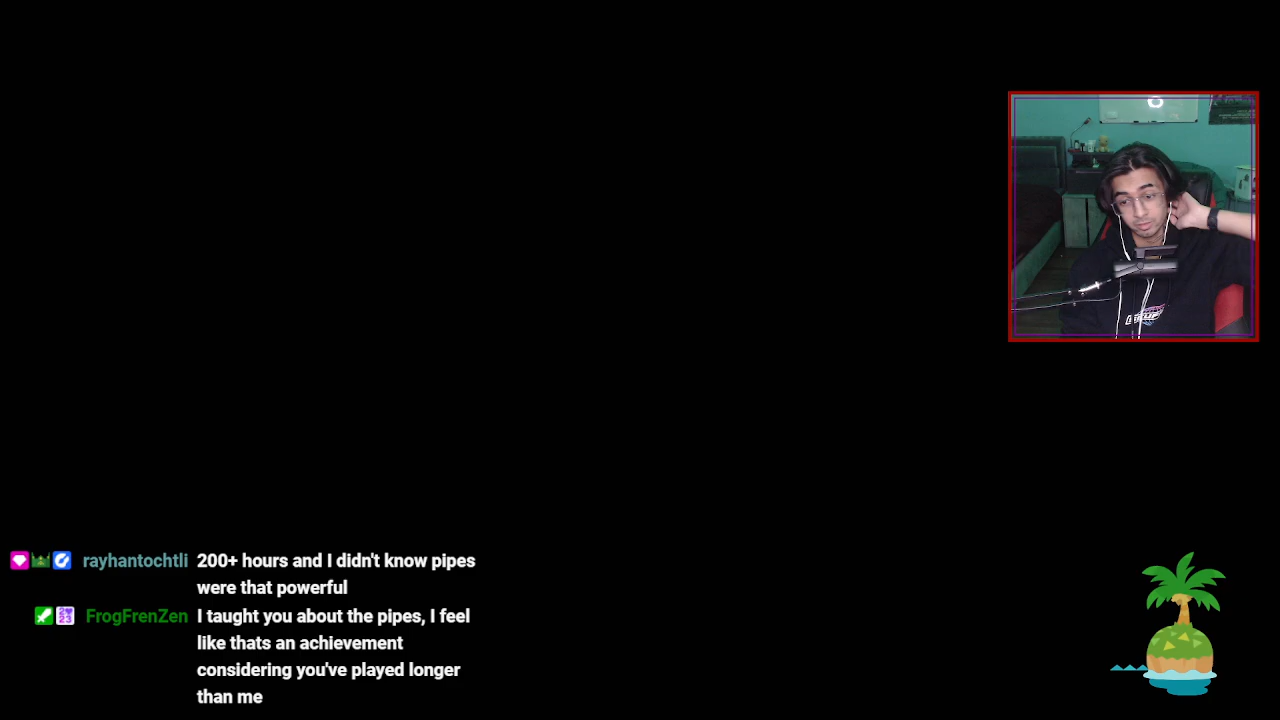 rayhantochtli 200+ hours and I didn't know pipes
were that powerful
FrogFrenZen I taught you about the pipes, I feel
like thats an achievement
considering you've played longer
than me